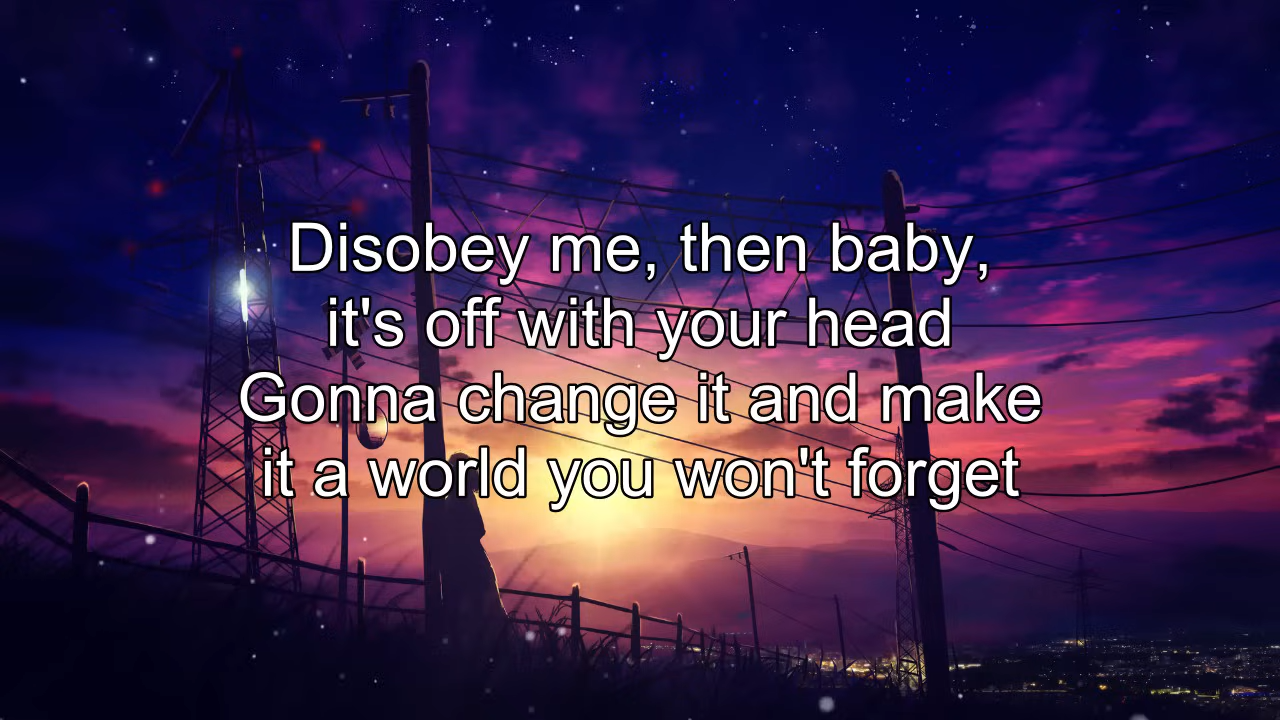 Disobey me, then baby,
it's off with your head
Gonna change it and make
it a world you won't forget